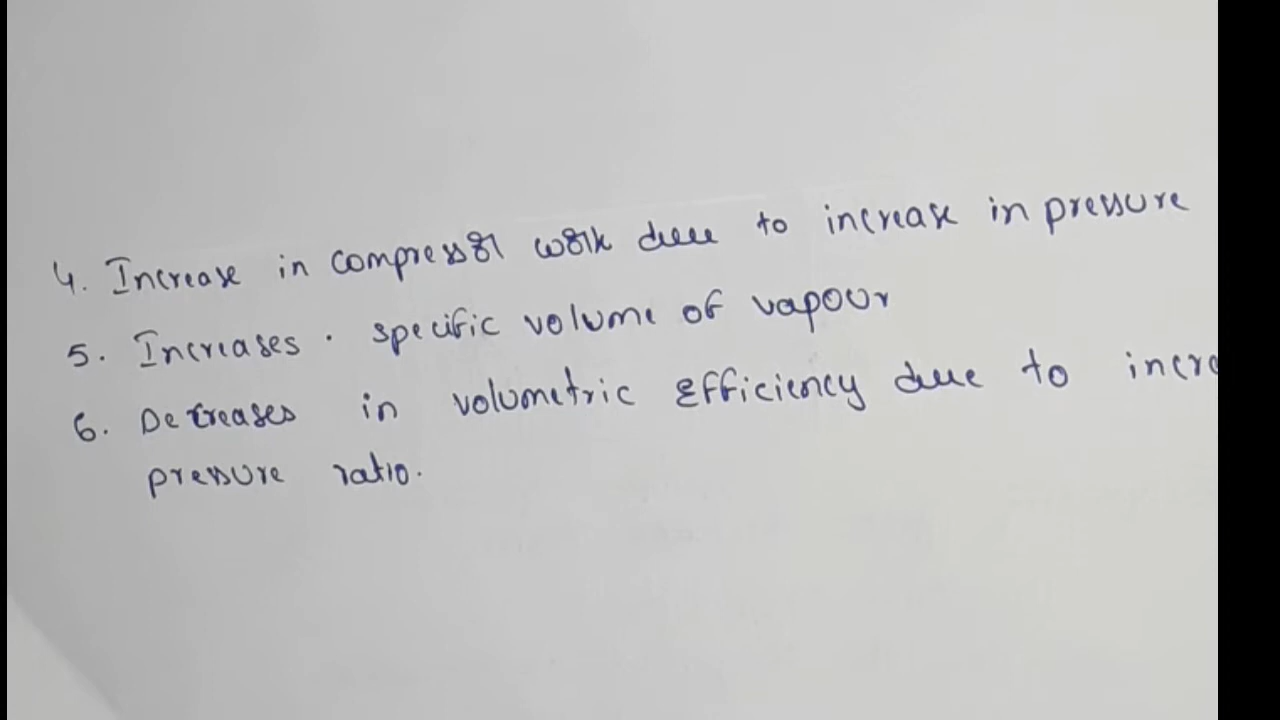 4. Increase in compressor work due to increase in pressure
5. Increases . specific volume of vapour
6. Decreases in volumetric efficiency due to incre
pressure ratio.